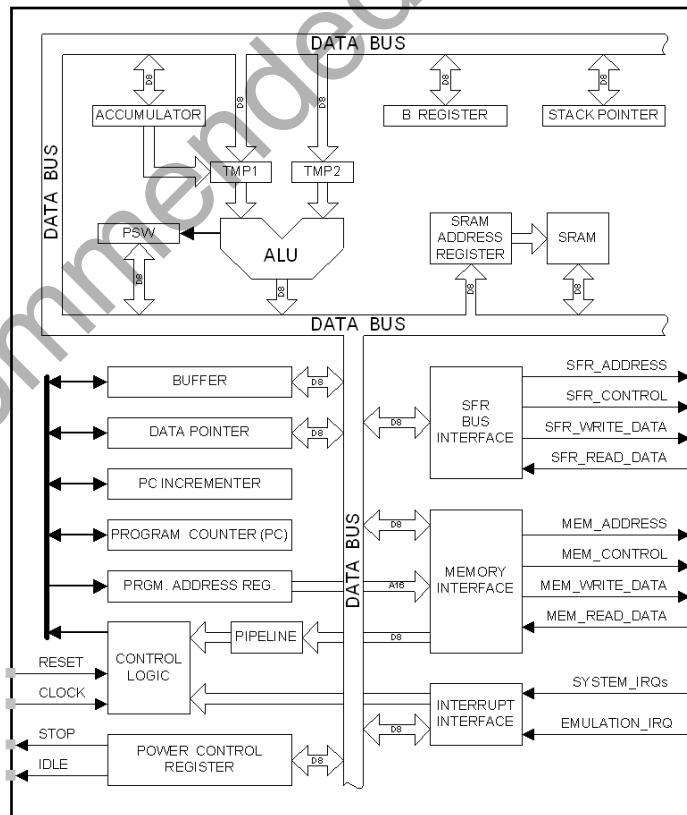 ommended
DATA BUS
D8
D8
D8
D8
D8
ACCUMULATOR
B REGISTER
STACK POINTER
DATA BUS
TMP1
TMP2
PSW
ALU
SRAM
ADDRESS
REGISTER
SRAM
D8
D8
D8
D8
DATA BUS
BUFFER
D8
DATA POINTER
D8
PC INCREMENTER
PROGRAM COUNTER (PC)
PRGM. ADDRESS REG.
DATA BUS
D8
SFR
BUS
INTERFACE
SFR_ADDRESS
SFR_CONTROL
SFR_WRITE_DATA
SFR_READ_DATA
D8
A16
MEMORY
INTERFACE
MEM_ADDRESS
MEM_CONTROL
MEM_WRITE_DATA
MEM_READ_DATA
CONTROL
LOGIC
PIPELINE
D8
RESET
CLOCK
INTERRUPT
INTERFACE
D8
SYSTEM_IRQs
EMULATION_IRQ
STOP
IDLE
POWER CONTROL
REGISTER
D8